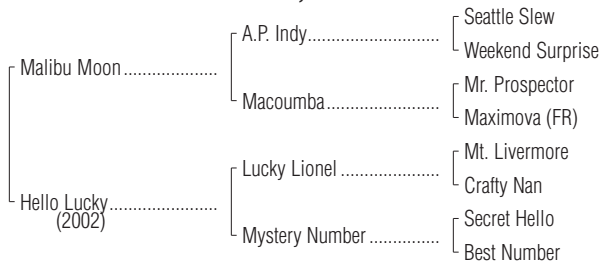 Seattle Slew
A.P. Indy
Weekend Surprise
Malibu Moon
Mr. Prospector
Macoumba
Maximova (FR)
Mt. Livermore
Lucky Lionel
Crafty Nan
Hello Lucky
(2002)
Secret Hello
Mystery Number
Best Number